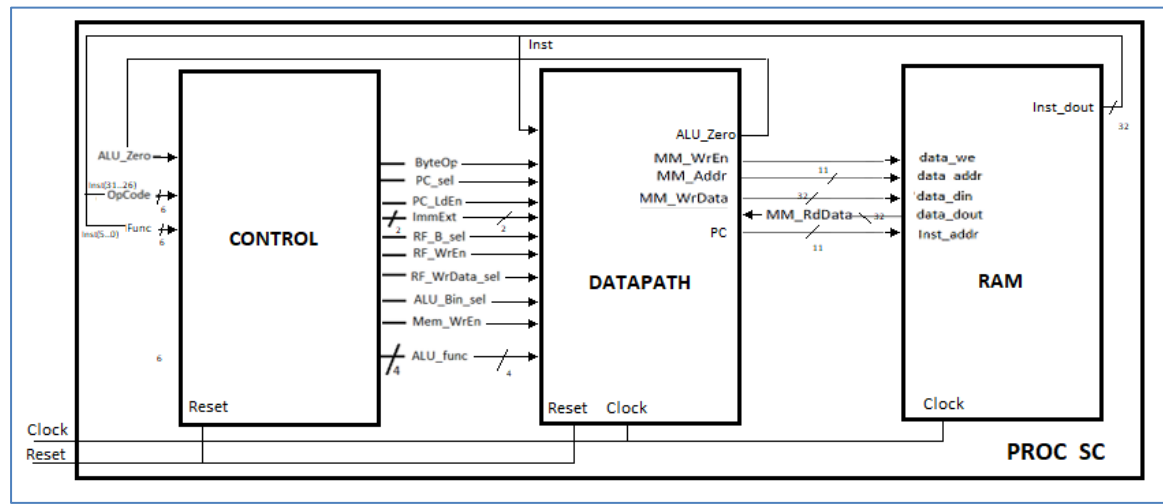 Inst
Inst_dout
32
ALU_Zero
Inst(31..26)
OpCode
6
Func
Inst(5..0)
6
6
CONTROL
Reset
ByteOp
PC_sel
PC_LdEn
ImmExt
2
2
RF_B_sel
RF_WrEn
RF_WrData_sel
ALU_Bin_sel
Mem_WrEn
ALU_func
4
4
ALU_Zero
MM_WrEn
MM_Addr
MM_WrData
PC
DATAPATH
Reset Clock
11
32
MM_RdData
32
11
data_we
data_addr
data_din
data_dout
Inst_addr
RAM
Clock
Clock
Reset
PROC SC